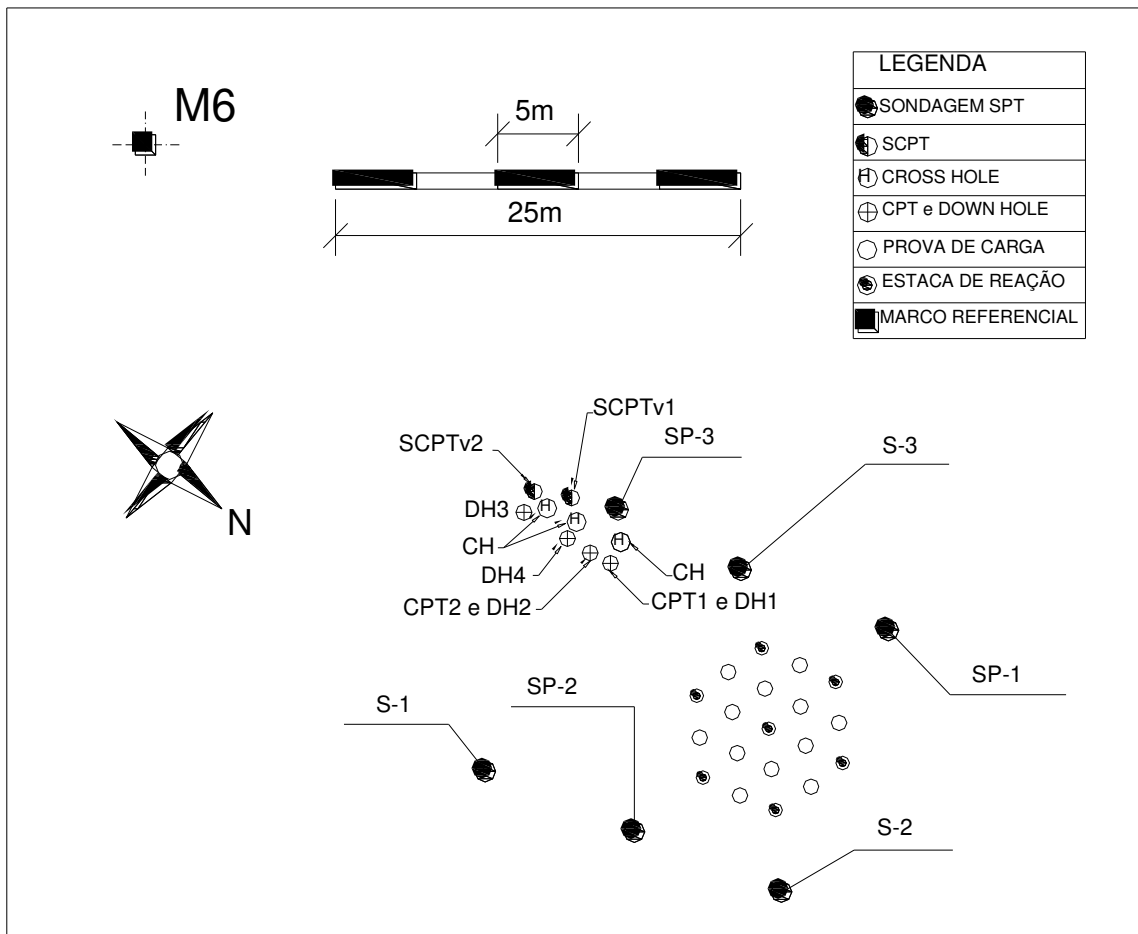 M6
5m
25m
LEGENDA
SONDAGEM SPT
SCPT
H CROSS HOLE
CPT e DOWN HOLE
PROVA DE CARGA
ESTACA DE REAÇÃO
MARCO REFERENCIAL
N
SCPTv1
SCPTv2
SP-3
S-3
DH3
H
H
H
CH
DH4
CH
CPT2 e DH2
CPT1 e DH1
SP-1
SP-2
S-1
S-2